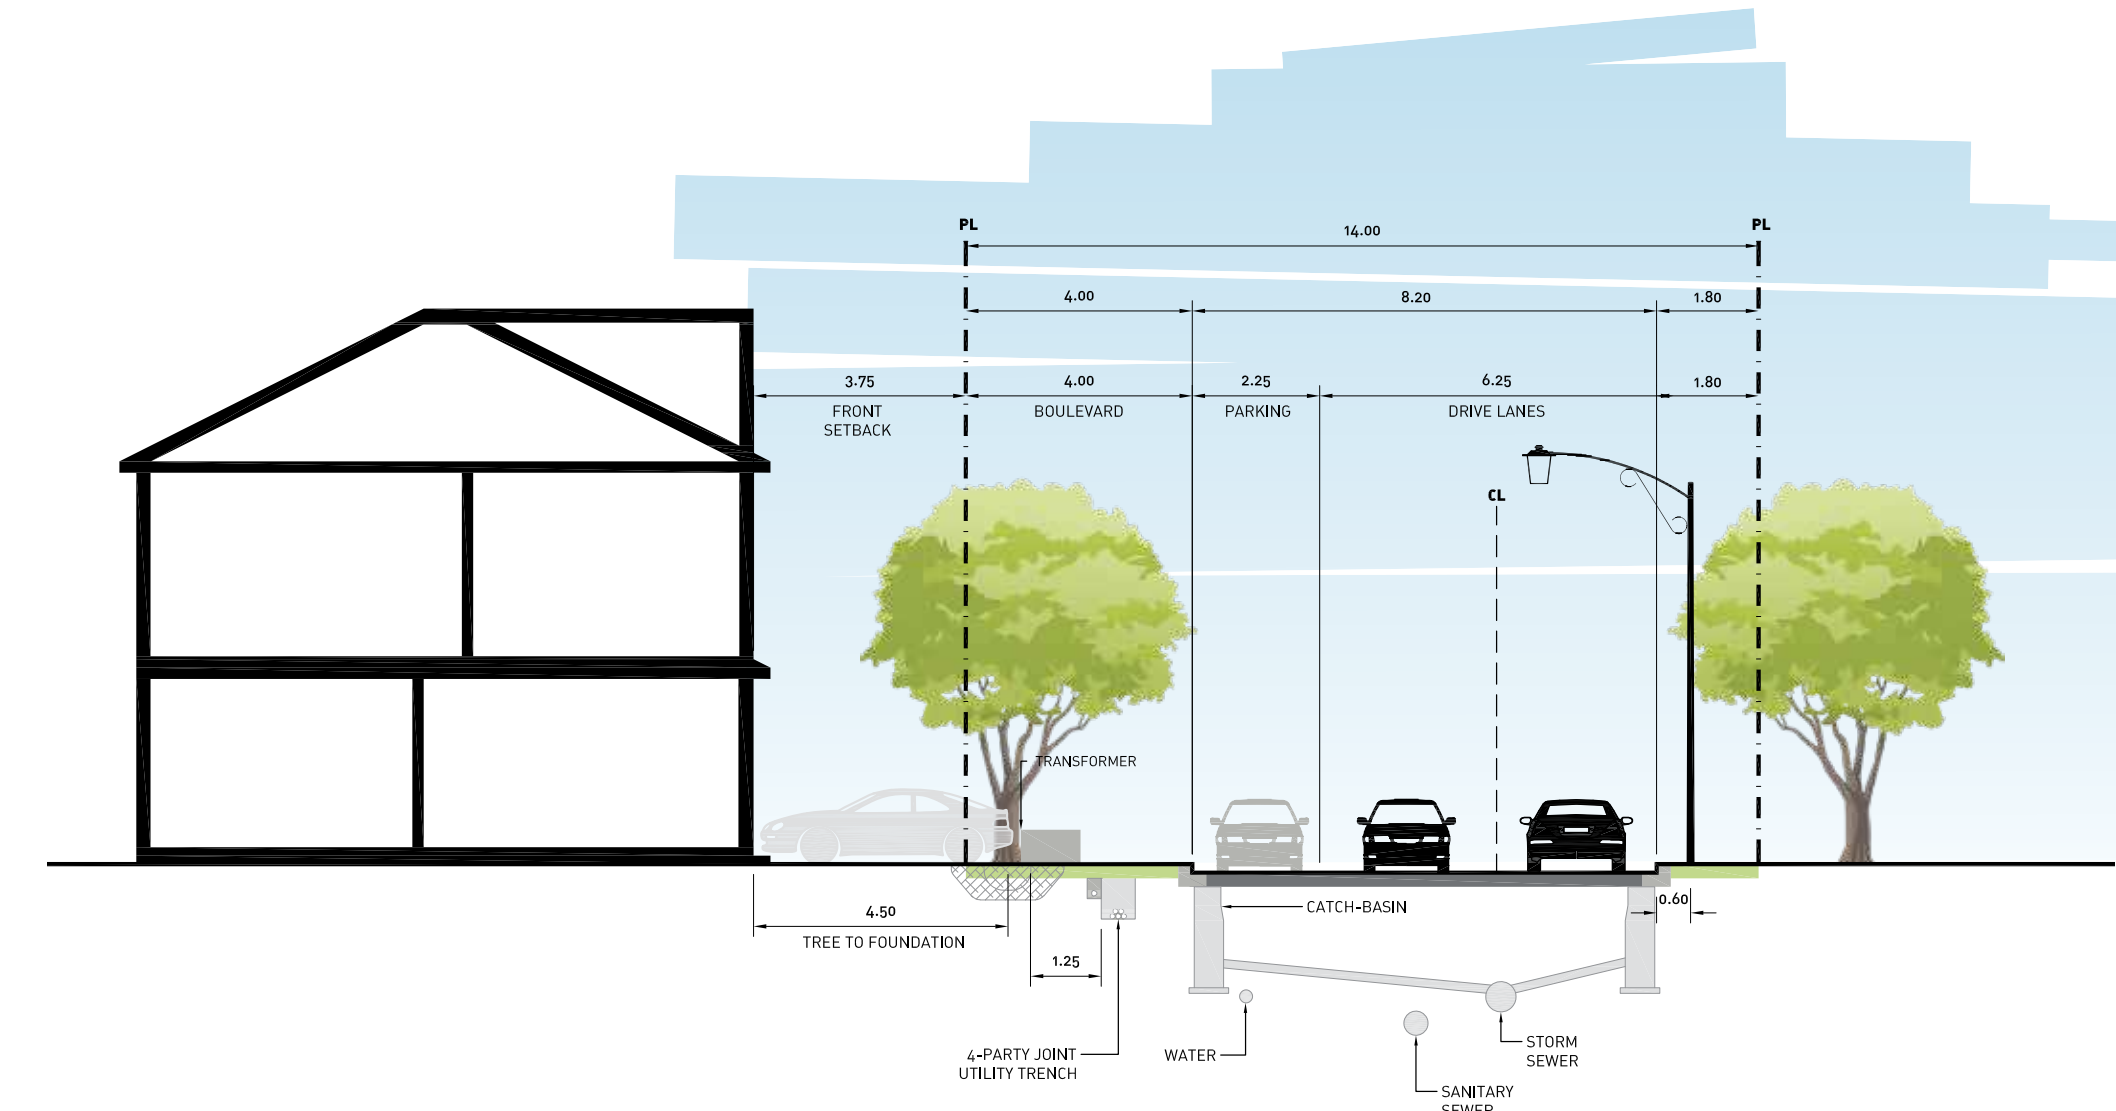 PL
PL
14.00
4.00
8.20
1.80
3.75
4.00
2.25
6.25
1.80
FRONT
SETBACK
BOULEVARD
PARKING
DRIVE LANES
CL
TRANSFORMER
0.60
CATCH-BASIN
4.50
TREE TO FOUNDATION
1.25
4-PARTY JOINT
UTILITY TRENCH
WATER
STORM
SEWER
SANITARY
SEWER